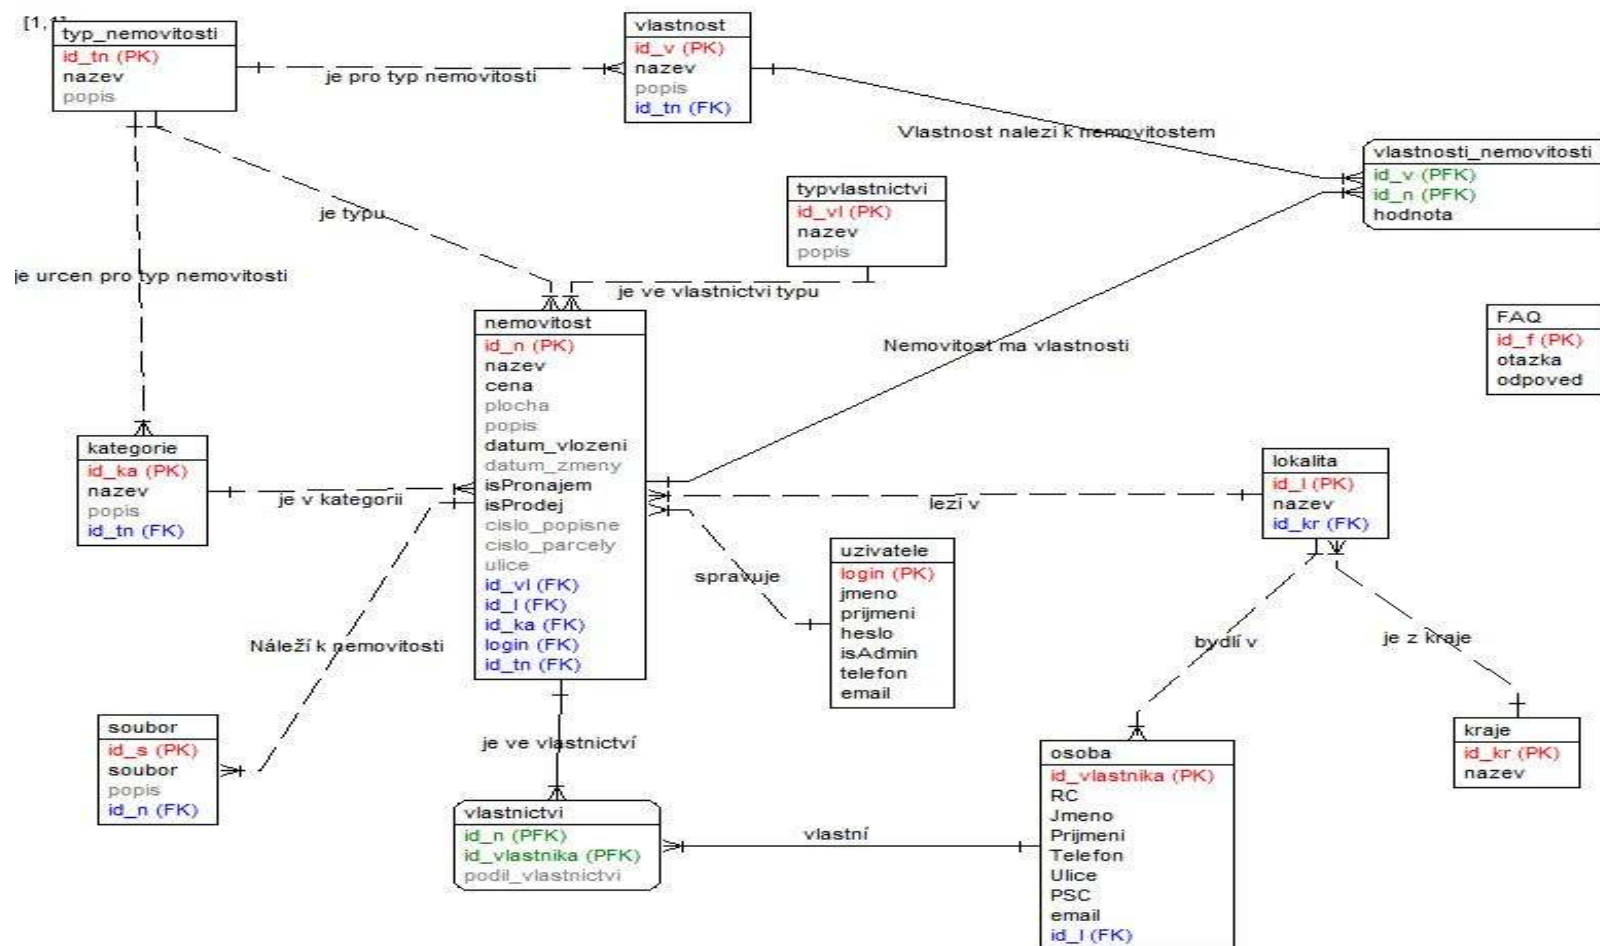 [1,1]
typ_nemovitosti
id_tn (PK)
nazev
popis
je pro typ nemovitosti
vlastnost
id_v (PK)
nazev
popis
id_tn (FK)
Vlastnost nalezi k nemovitostem
vlastnosti_nemovitosti
id_v (PFK)
id_n (PFK)
hodnota
je typu
typvlastnictvi
id_vl (PK)
nazev
popis
je urcen pro typ nemovitosti
je ve vlastnictvi typu
nemovitost
id_n (PK)
nazev
cena
plocha
popis
datum_vlozeni
datum_zmeny
isPronajem
isProdej
cislo_popisne
cislo_parcely
ulice
id_vl (FK)
id_l (FK)
id_ka (FK)
login (FK)
id_tn (FK)
Nemovitost ma vlastnosti
FAQ
id_f (PK)
otazka
odpoved
kategorie
id_ka (PK)
nazev
popis
id_tn (FK)
je v kategorii
lezi v
lokalita
id_l (PK)
nazev
id_kr (FK)
uzivatele
login (PK)
jmeno
prijmeni
heslo
isAdmin
telefon
email
spravuje
Náleží k nemovitosti
bydlí v
je z kraje
soubor
id_s (PK)
soubor
popis
id_n (FK)
je ve vlastnictví
vlastnictvi
id_n (PFK)
id_vlastnika (PFK)
podil_vlastnictvi
vlastní
osoba
id_vlastnika (PK)
RC
Jmeno
Prijmeni
Telefon
Ulice
PSC
email
id_l (FK)
kraje
id_kr (PK)
nazev